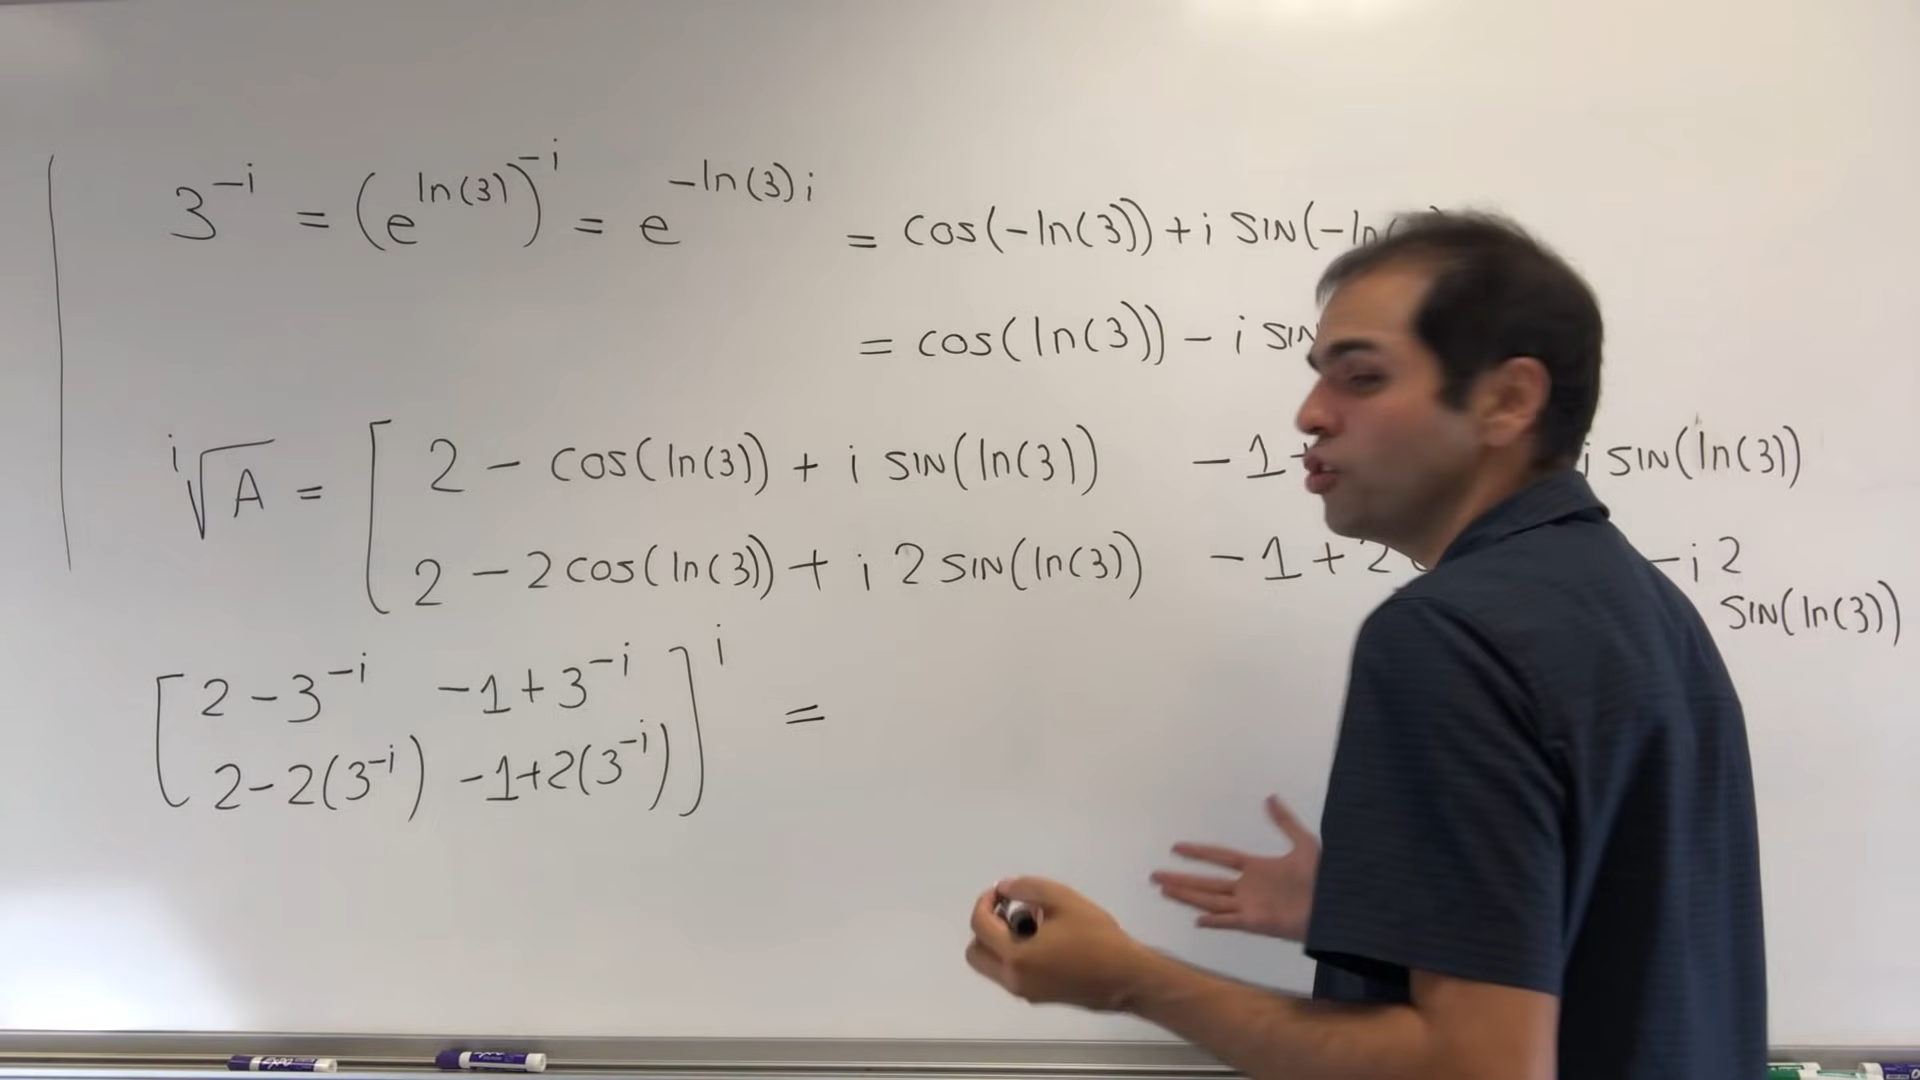 3^{-i} = (e^{ln(3)})^{-i} = e^{-ln(3)i} = cos(-ln(3)) + i sin(-ln(
= cos(ln(3)) - i sin
i√A = [ 2 - cos(ln(3)) + i sin(ln(3)) -1+ i sin(ln(3))
2 - 2cos(ln(3)) + i 2 sin(ln(3)) -1+2 -i 2
sin(ln(3))
[ 2-3^{-i} -1+3^{-i} ]^i =
2-2(3^{-i}) -1+2(3^{-i})
EXPO